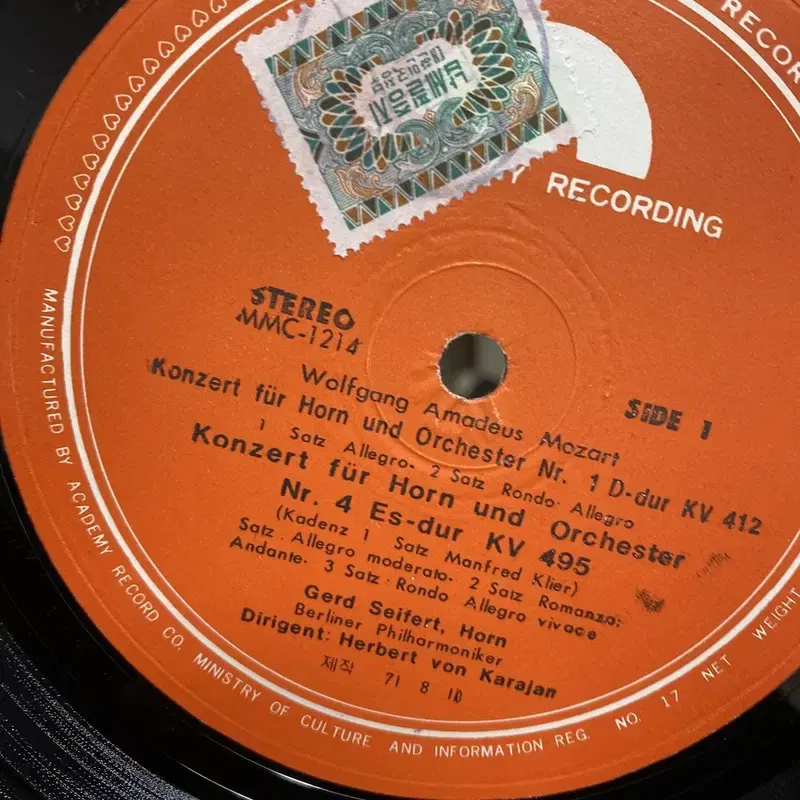 RECORDING
STEREO
MMC-1214
SIDE 1
Wolfgang Amadeus Mozart
Konzert für Horn und Orchester Nr. 1 D-dur KV 412
1 Satz Allegro- 2 Satz Rondo Allegro
Konzert für Horn und Orchester
Nr. 4 Es-dur KV 495
(Kadenz 1 Satz Manfred Klier)
Satz: Allegro moderato- 2 Satz Romanza:
Andante- 3 Satz: Rondo Allegro vivace
Gerd Seifert, Horn
Berliner Philharmoniker
Dirigent: Herbert von Karajan
제작 71 8 10
MANUFACTURED BY ACADEMY RECORD CO. MINISTRY OF CULTURE AND INFORMATION REG. NO. 17 NET WEIGHT